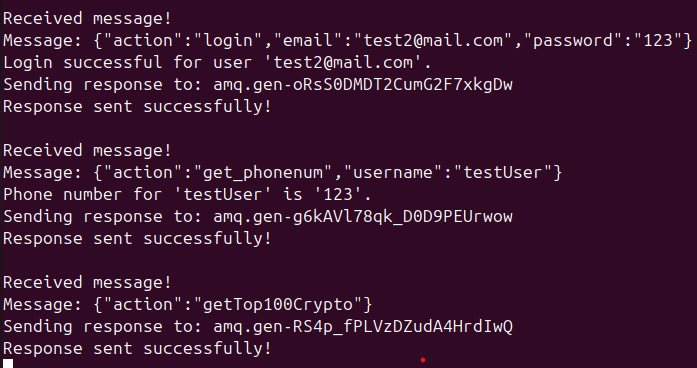 Received message!
Message: {"action":"login","email":"test2@mail.com","password":"123"}
Login successful for user 'test2@mail.com'.
Sending response to: amq.gen-oRsS0DMDT2CumG2F7xkgDw
Response sent successfully!
Received message!
Message: {"action":"get_phonenum","username":"testUser"}
Phone number for 'testUser' is '123'.
Sending response to: amq.gen-g6kAVl78qk_D0D9PEUrwow
Response sent successfully!
Received message!
Message: {"action":"getTop100Crypto"}
Sending response to: amq.gen-RS4p_fPLVzDZudA4HrdIwQ
Response sent successfully!